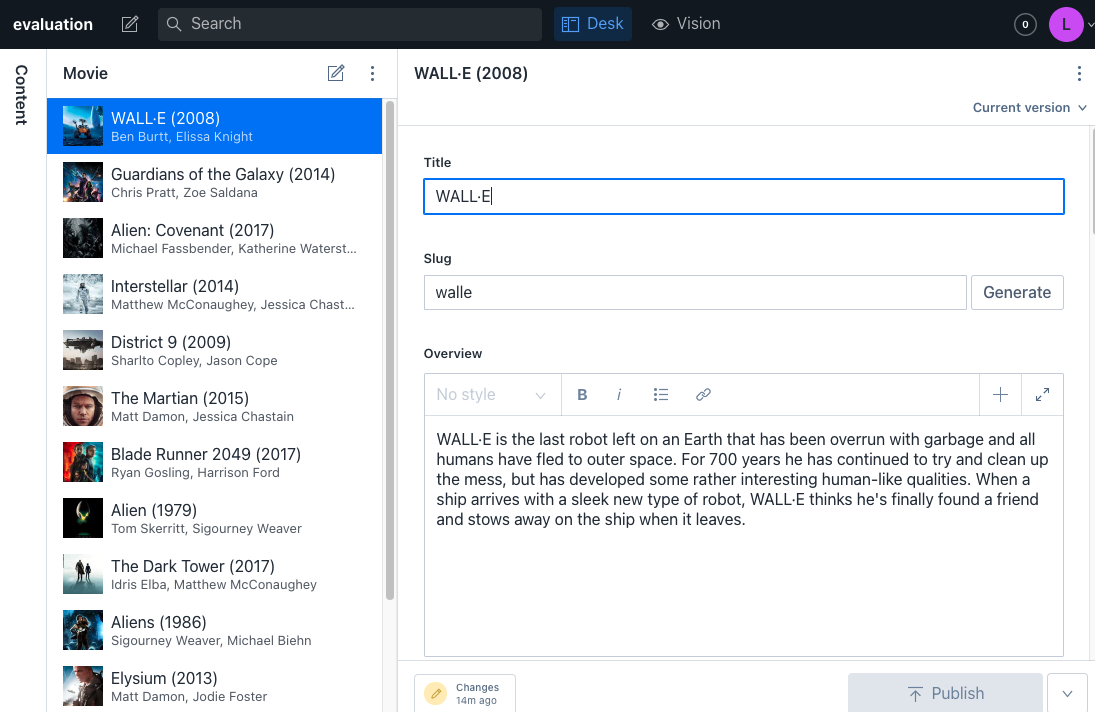 evaluation
Search
Desk
Vision
0
L
Content
Movie
WALL·E (2008)
Ben Burtt, Elissa Knight
Guardians of the Galaxy (2014)
Chris Pratt, Zoe Saldana
Alien: Covenant (2017)
Michael Fassbender, Katherine Waterst...
Interstellar (2014)
Matthew McConaughey, Jessica Chast...
District 9 (2009)
Sharlto Copley, Jason Cope
The Martian (2015)
Matt Damon, Jessica Chastain
Blade Runner 2049 (2017)
Ryan Gosling, Harrison Ford
Alien (1979)
Tom Skerritt, Sigourney Weaver
The Dark Tower (2017)
Idris Elba, Matthew McConaughey
Aliens (1986)
Sigourney Weaver, Michael Biehn
Elysium (2013)
Matt Damon, Jodie Foster
WALL·E (2008)
Current version
Title
WALL·E
Slug
walle
Generate
Overview
No style
B
i
WALL·E is the last robot left on an Earth that has been overrun with garbage and all
humans have fled to outer space. For 700 years he has continued to try and clean up
the mess, but has developed some rather interesting human-like qualities. When a
ship arrives with a sleek new type of robot, WALL·E thinks he's finally found a friend
and stows away on the ship when it leaves.
Changes
14m ago
Publish